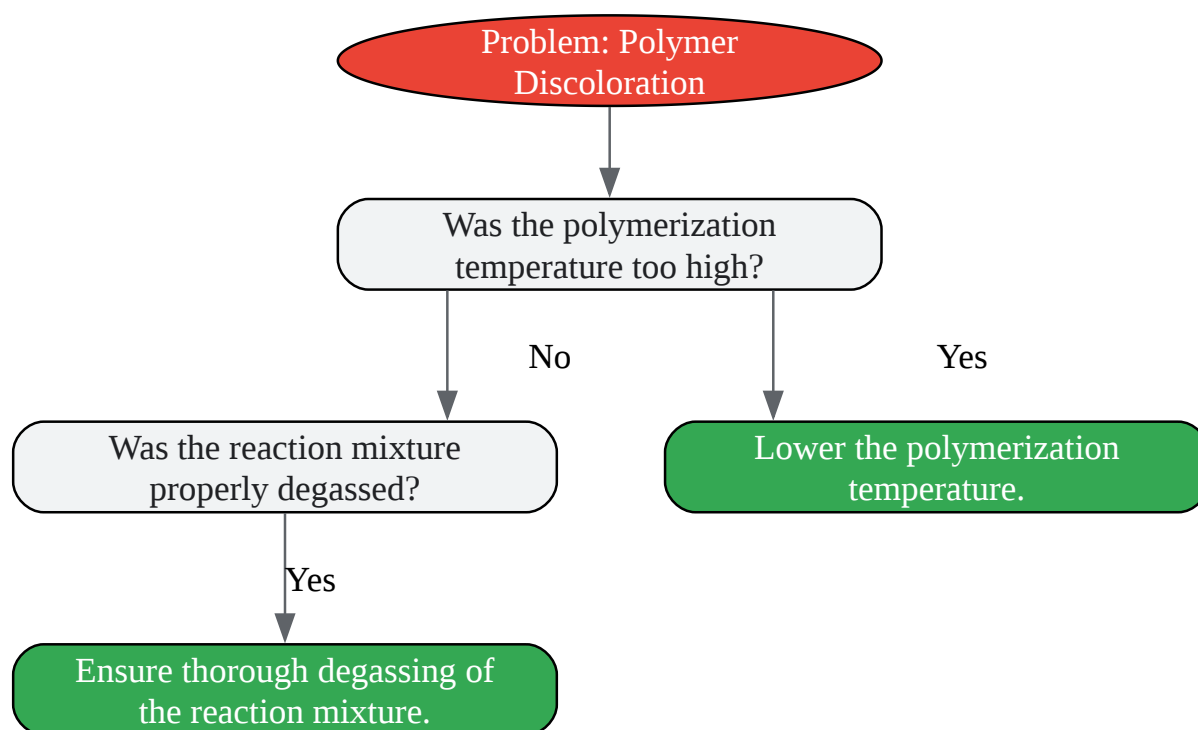 Problem: Polymer
Discoloration
Was the polymerization
temperature too high?
No
Yes
Was the reaction mixture
properly degassed?
Lower the polymerization
temperature.
Yes
Ensure thorough degassing of
the reaction mixture.